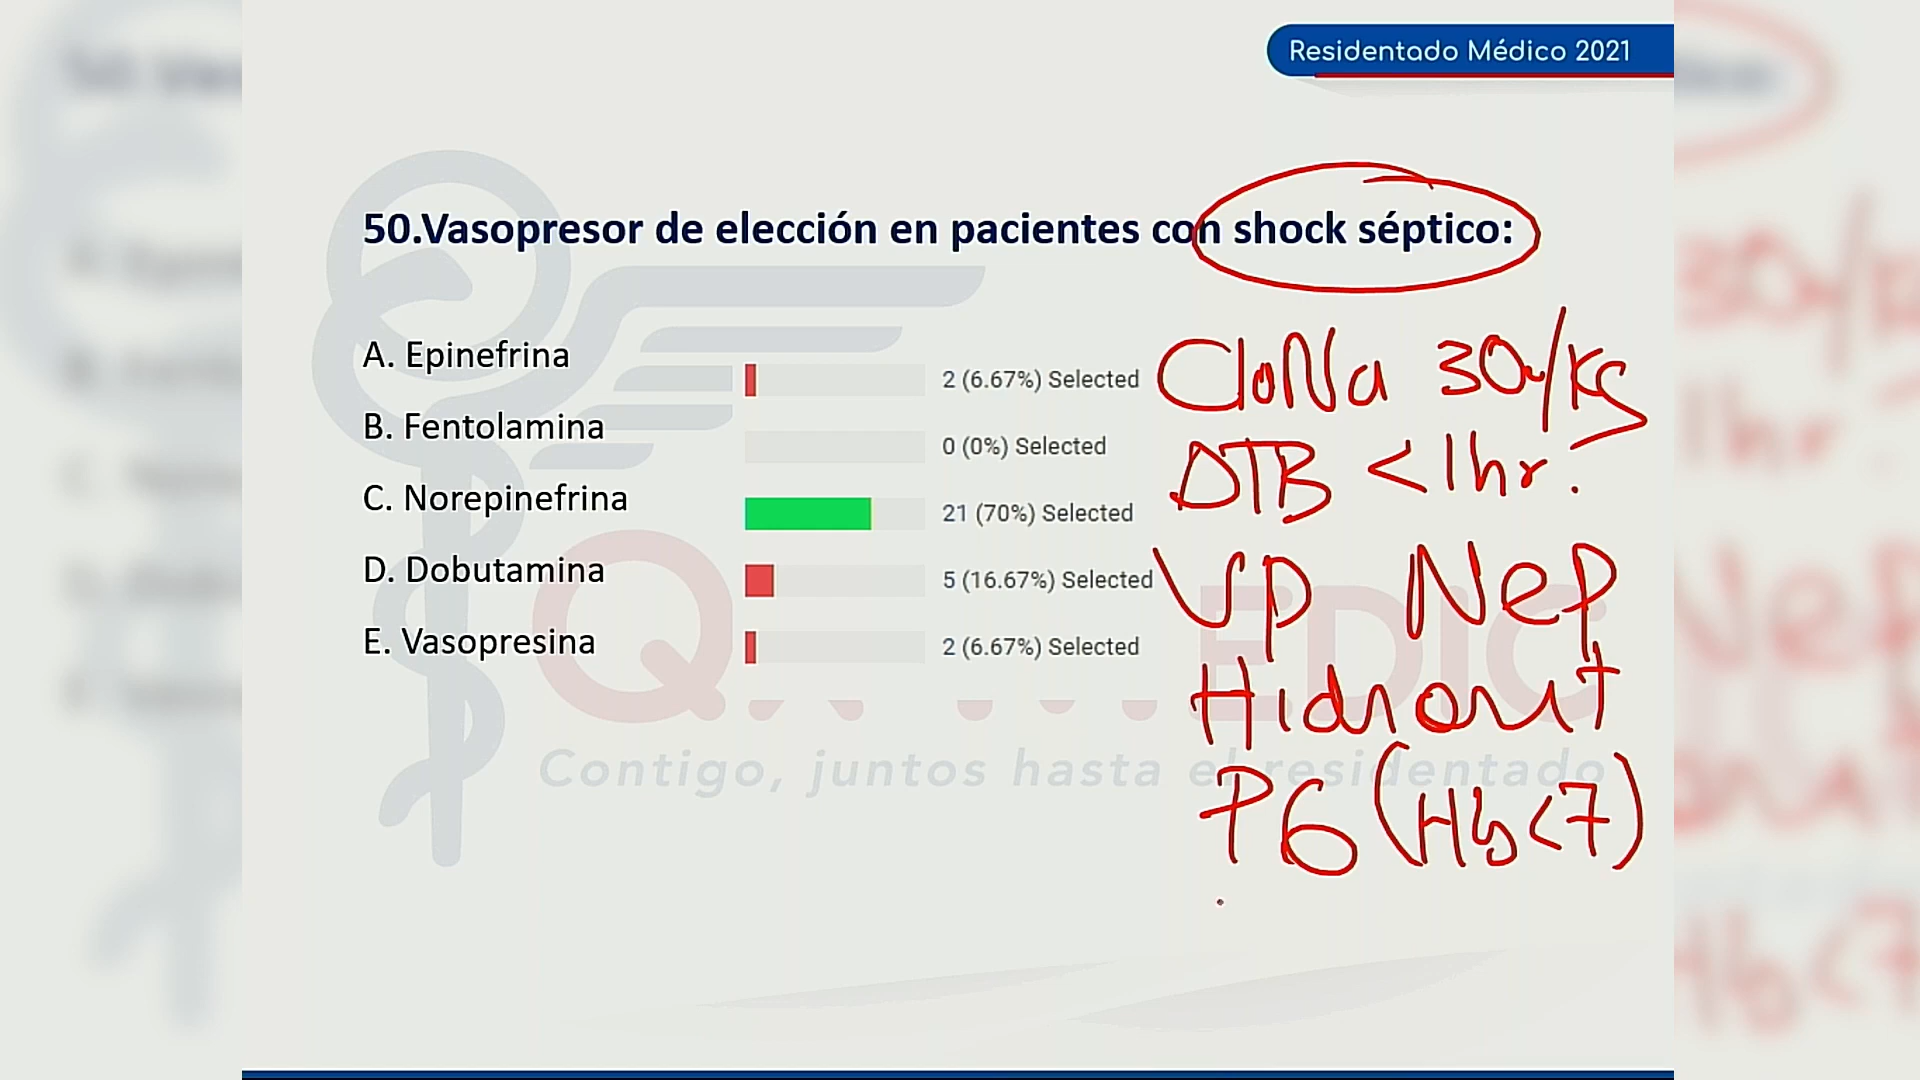 Residentado Médico 2021
50.Vasopresor de elección en pacientes con shock séptico:
A. Epinefrina
2 (6.67%) Selected
B. Fentolamina
0 (0%) Selected
C. Norepinefrina
21 (70%) Selected
D. Dobutamina
5 (16.67%) Selected
E. Vasopresina
2 (6.67%) Selected
CloNa 30/Kg
ATB < 1hr.
VP Nep
Hidrocort
PG (Hb<7)
Contigo, juntos hasta el residentado